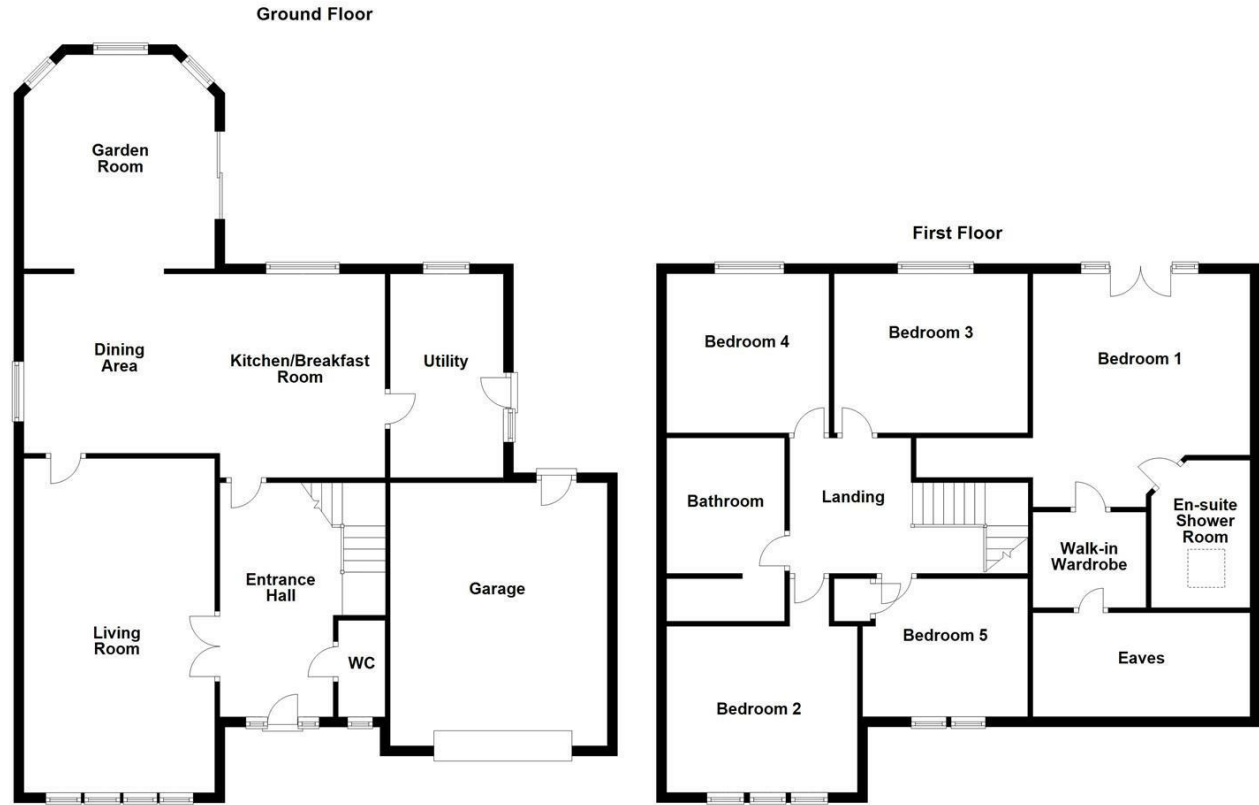 Ground Floor
Garden
Room
Dining
Area
Kitchen/Breakfast
Room
Utility
Entrance
Hall
Living
Room
WC
Garage
First Floor
Bedroom 4
Bedroom 3
Bedroom 1
Bathroom
Landing
En-suite
Shower
Room
Walk-in
Wardrobe
Bedroom 5
Eaves
Bedroom 2